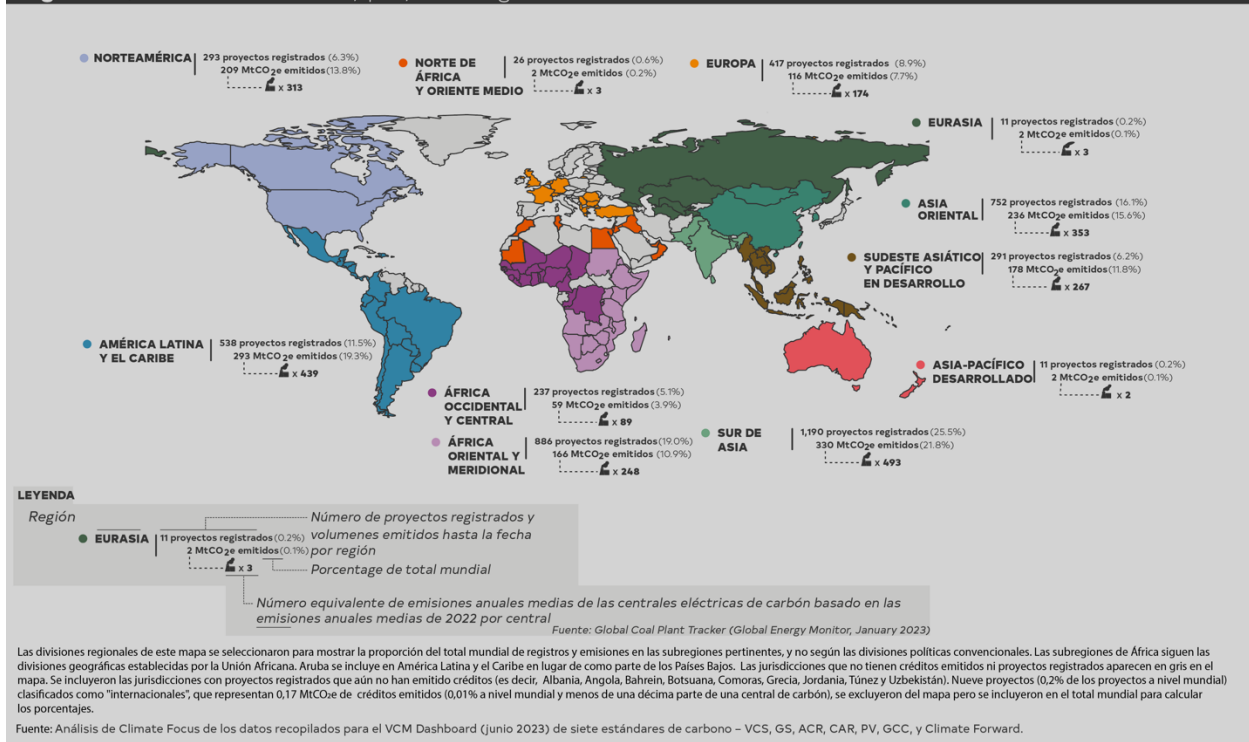 NORTEAMÉRICA
293 proyectos registrados (6.3%)
209 MtCO2e emitidos (13.8%)
x 313
NORTE DE
ÁFRICA
Y ORIENTE MEDIO
26 proyectos registrados (0.6%)
2 MtCO2e emitidos (0.2%)
x 3
EUROPA
417 proyectos registrados (8.9%)
116 MtCO2e emitidos (7.7%)
x 174
EURASIA
11 proyectos registrados (0.2%)
2 MtCO2e emitidos (0.1%)
x 3
ASIA
ORIENTAL
752 proyectos registrados (16.1%)
236 MtCO2e emitidos (15.6%)
x 353
SUDESTE ASIÁTICO
Y PACÍFICO
EN DESARROLLO
291 proyectos registrados (6.2%)
178 MtCO2e emitidos (11.8%)
x 267
AMÉRICA LATINA
Y EL CARIBE
538 proyectos registrados (11.5%)
293 MtCO2e emitidos (19.3%)
x 439
ASIA-PACÍFICO
DESARROLLADO
11 proyectos registrados (0.2%)
2 MtCO2e emitidos (0.1%)
x 2
ÁFRICA
OCCIDENTAL
Y CENTRAL
237 proyectos registrados (5.1%)
59 MtCO2e emitidos (3.9%)
x 89
ÁFRICA
ORIENTAL Y
MERIDIONAL
886 proyectos registrados (19.0%)
166 MtCO2e emitidos (10.9%)
x 248
SUR DE
ASIA
1,190 proyectos registrados (25.5%)
330 MtCO2e emitidos (21.8%)
x 493
LEYENDA
Región
EURASIA
11 proyectos registrados (0.2%)
2 MtCO2e emitidos (0.1%)
x 3
Número de proyectos registrados y
volumenes emitidos hasta la fecha
por región
Porcentage de total mundial
Número equivalente de emisiones anuales medias de las centrales eléctricas de carbón basado en las
emisiones anuales medias de 2022 por central
Fuente: Global Coal Plant Tracker (Global Energy Monitor, January 2023)
Las divisiones regionales de este mapa se seleccionaron para mostrar la proporción del total mundial de registros y emisiones en las subregiones pertinentes, y no según las divisiones políticas convencionales. Las subregiones de África siguen las
divisiones geográficas establecidas por la Unión Africana. Aruba se incluye en América Latina y el Caribe en lugar de como parte de los Países Bajos. Las jurisdicciones que no tienen créditos emitidos ni proyectos registrados aparecen en gris en el
mapa. Se incluyeron las jurisdicciones con proyectos registrados que aún no han emitido créditos (es decir, Albania, Angola, Bahrein, Botsuana, Comoras, Grecia, Jordania, Túnez y Uzbekistán). Nueve proyectos (0,2% de los proyectos a nivel mundial)
clasificados como "internacionales", que representan 0,17 MtCO2e de créditos emitidos (0,01% a nivel mundial y menos de una décima parte de una central de carbón), se excluyeron del mapa pero se incluyeron en el total mundial para calcular
los porcentajes.
Fuente: Análisis de Climate Focus de los datos recopilados para el VCM Dashboard (junio 2023) de siete estándares de carbono – VCS, GS, ACR, CAR, PV, GCC, y Climate Forward.